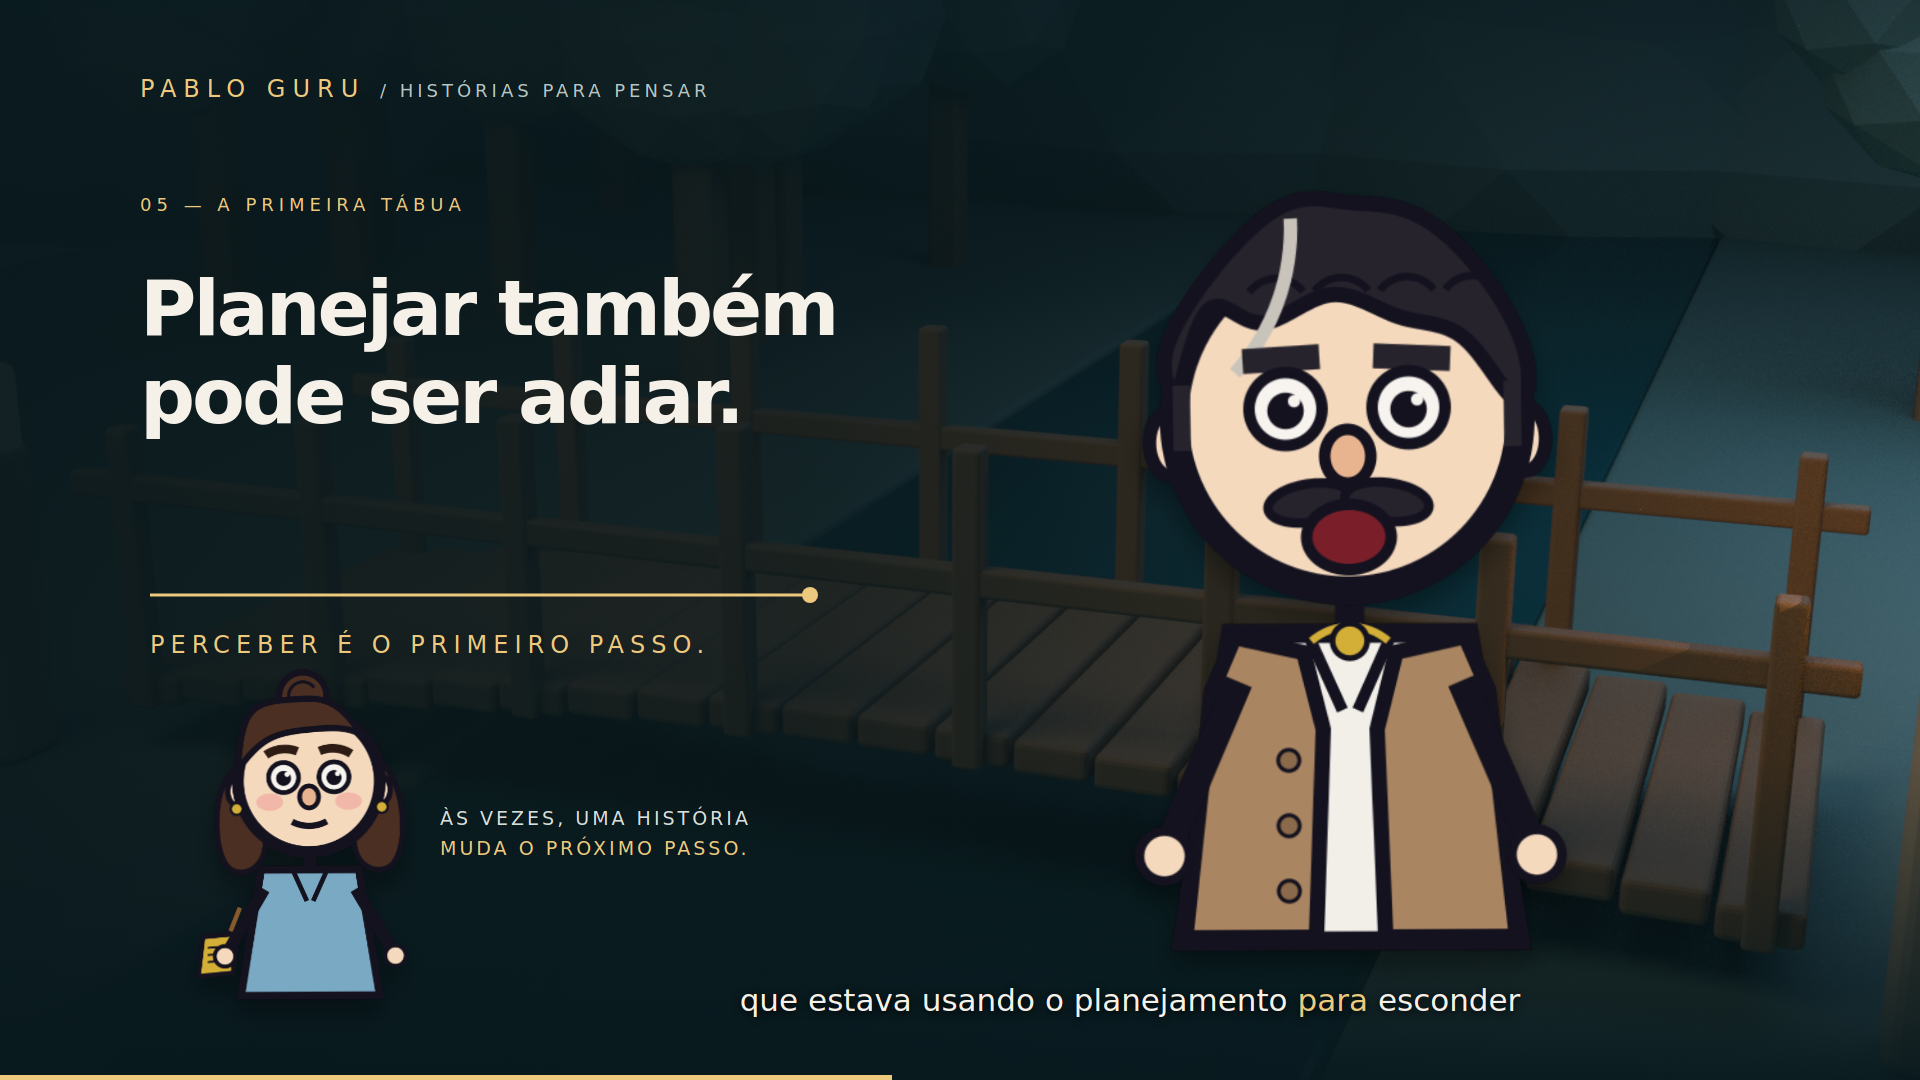 PABLO GURU / HISTÓRIAS PARA PENSAR
05 — A PRIMEIRA TÁBUA
Planejar também
pode ser adiar.
PERCEBER É O PRIMEIRO PASSO.
ÀS VEZES, UMA HISTÓRIA
MUDA O PRÓXIMO PASSO.
que estava usando o planejamento para esconder